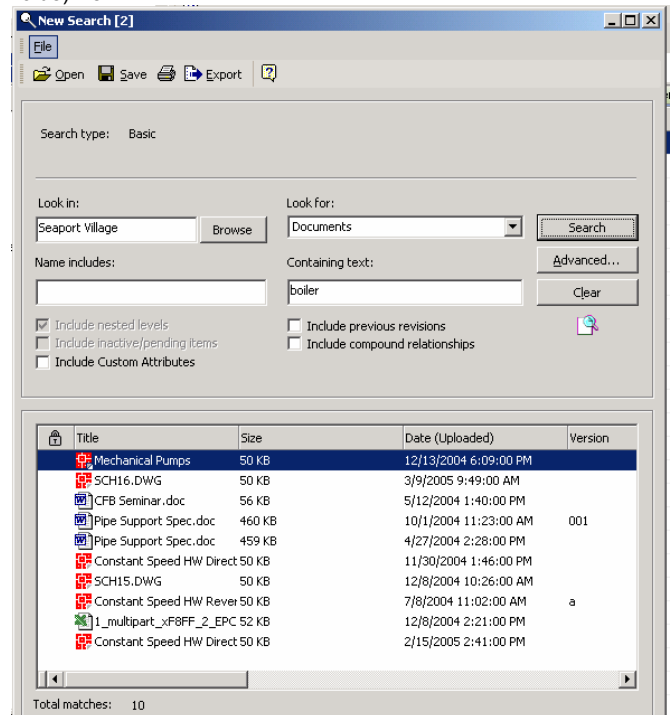 New Search [2]
File
Open Save Export
Search type: Basic
Look in: Look for:
Seaport Village Browse Documents Search
Name includes: Containing text: Advanced...
boiler Clear
Include nested levels Include previous revisions
Include inactive/pending items Include compound relationships
Include Custom Attributes
Title Size Date (Uploaded) Version
Mechanical Pumps 50 KB 12/13/2004 6:09:00 PM
SCH16.DWG 50 KB 3/9/2005 9:49:00 AM
CFB Seminar.doc 56 KB 5/12/2004 1:40:00 PM
Pipe Support Spec.doc 460 KB 10/1/2004 11:23:00 AM 001
Pipe Support Spec.doc 459 KB 4/27/2004 2:28:00 PM
Constant Speed HW Direct 50 KB 11/30/2004 1:46:00 PM
SCH15.DWG 50 KB 12/8/2004 10:26:00 AM
Constant Speed HW Rever 50 KB 7/8/2004 11:02:00 AM a
1_multipart_xF8FF_2_EPC 52 KB 12/8/2004 2:21:00 PM
Constant Speed HW Direct 50 KB 2/15/2005 2:41:00 PM
Total matches: 10